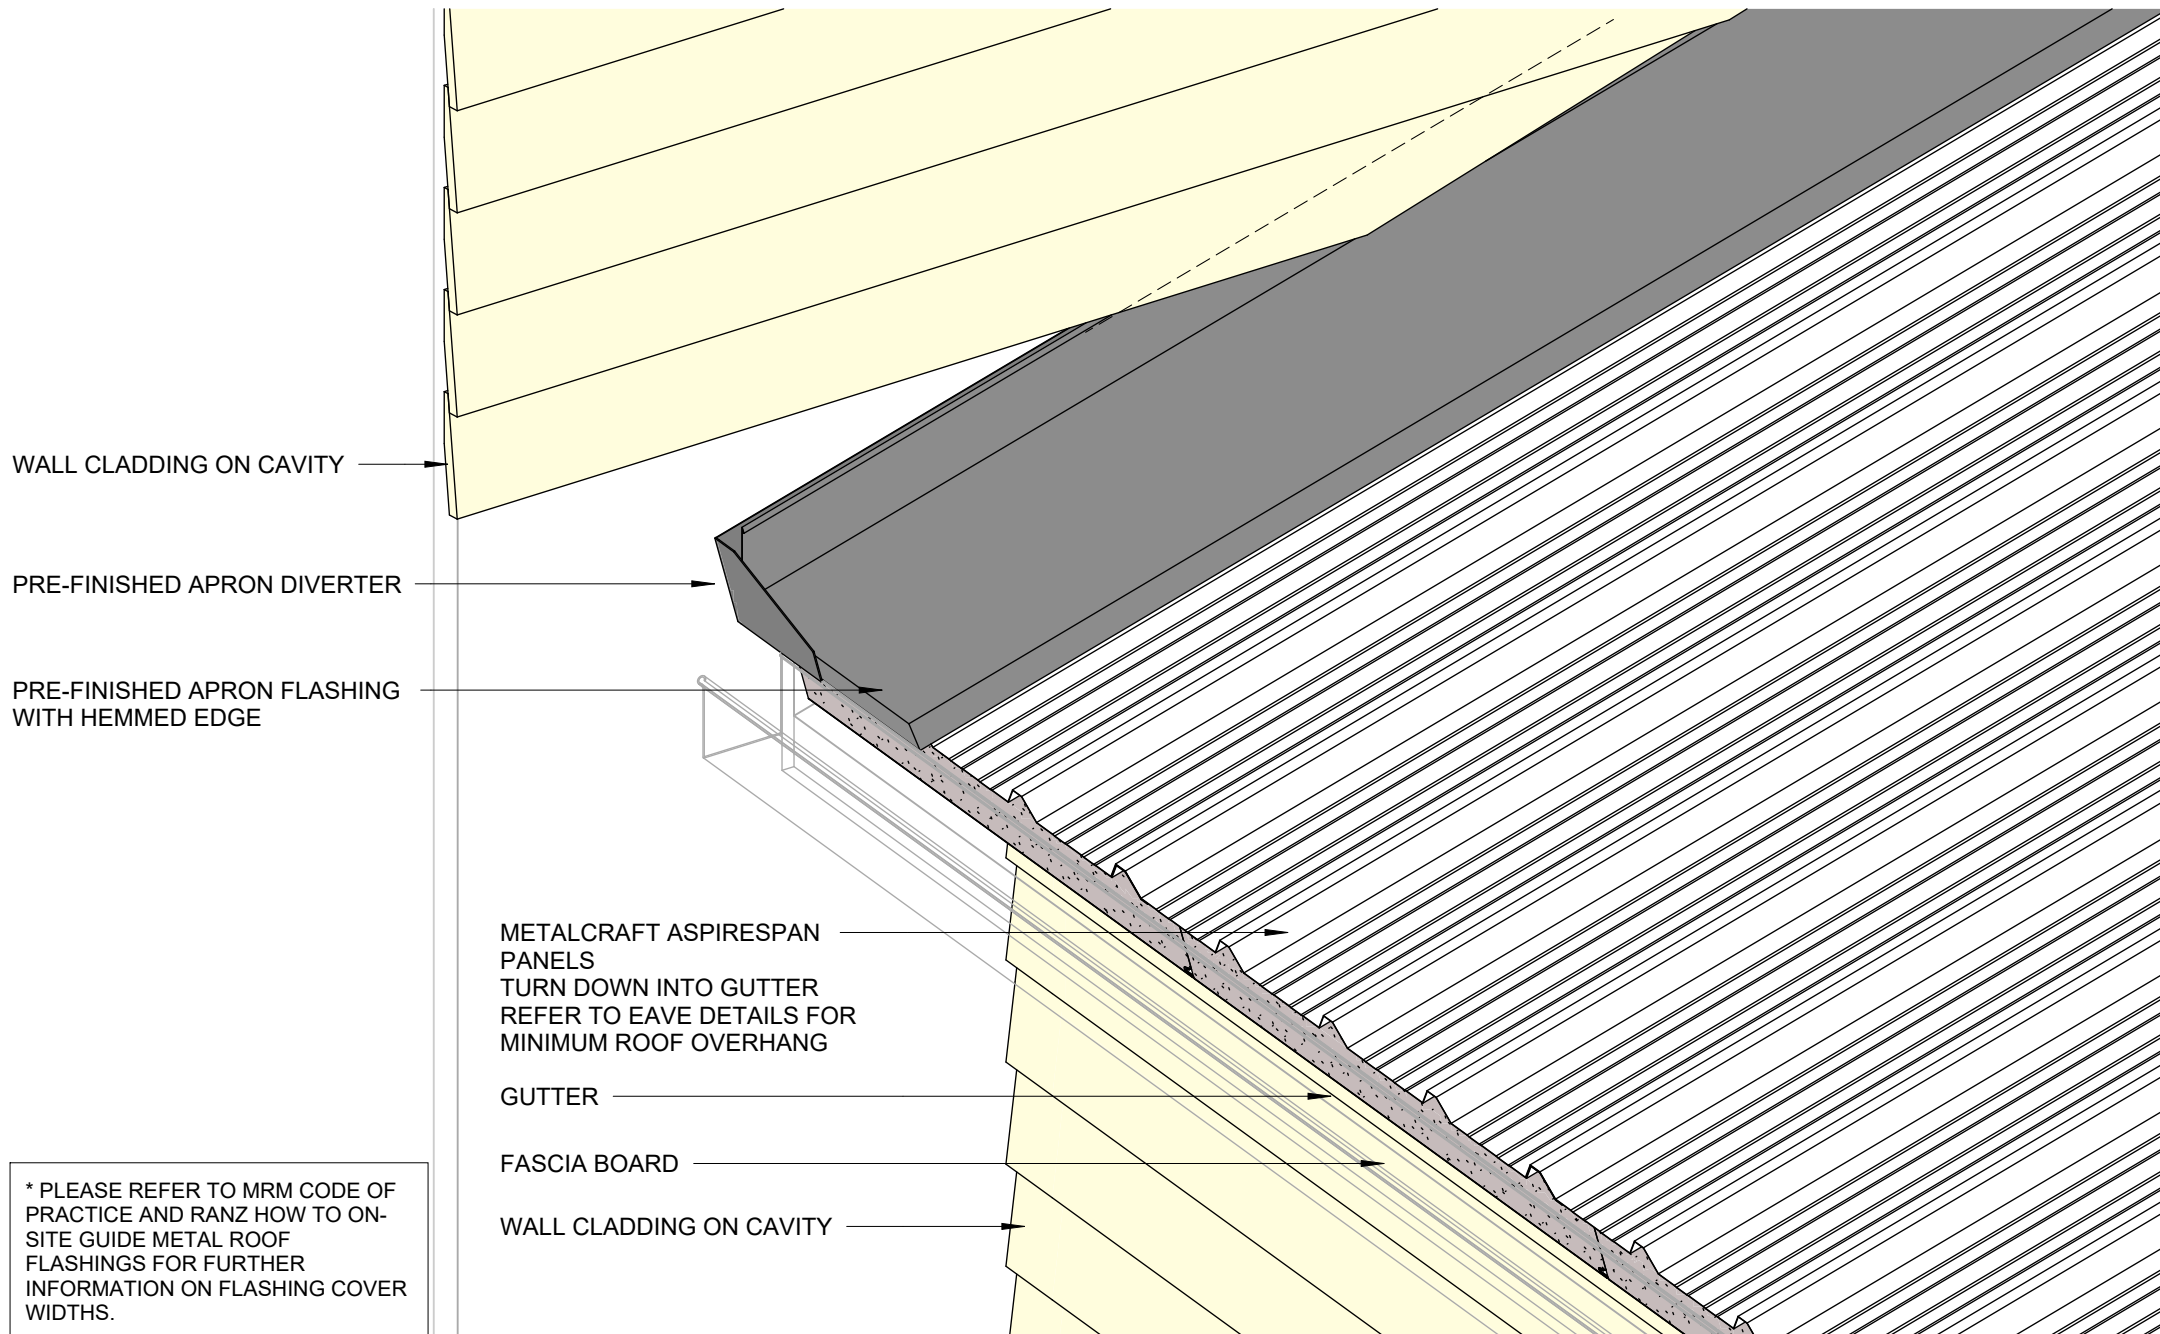 WALL CLADDING ON CAVITY
PRE-FINISHED APRON DIVERTER
PRE-FINISHED APRON FLASHING
WITH HEMMED EDGE
METALCRAFT ASPIRESPAN
PANELS
TURN DOWN INTO GUTTER
REFER TO EAVE DETAILS FOR
MINIMUM ROOF OVERHANG
GUTTER
FASCIA BOARD
WALL CLADDING ON CAVITY
* PLEASE REFER TO MRM CODE OF
PRACTICE AND RANZ HOW TO ON-
SITE GUIDE METAL ROOF
FLASHINGS FOR FURTHER
INFORMATION ON FLASHING COVER
WIDTHS.